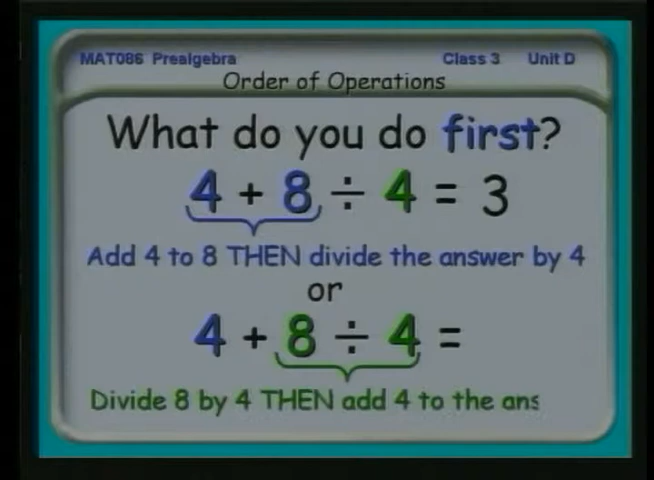 MAT086 Prealgebra Class 3 Unit D
Order of Operations
What do you do first?
4 + 8 ÷ 4 = 3
Add 4 to 8 THEN divide the answer by 4
or
4 + 8 ÷ 4 =
Divide 8 by 4 THEN add 4 to the ans